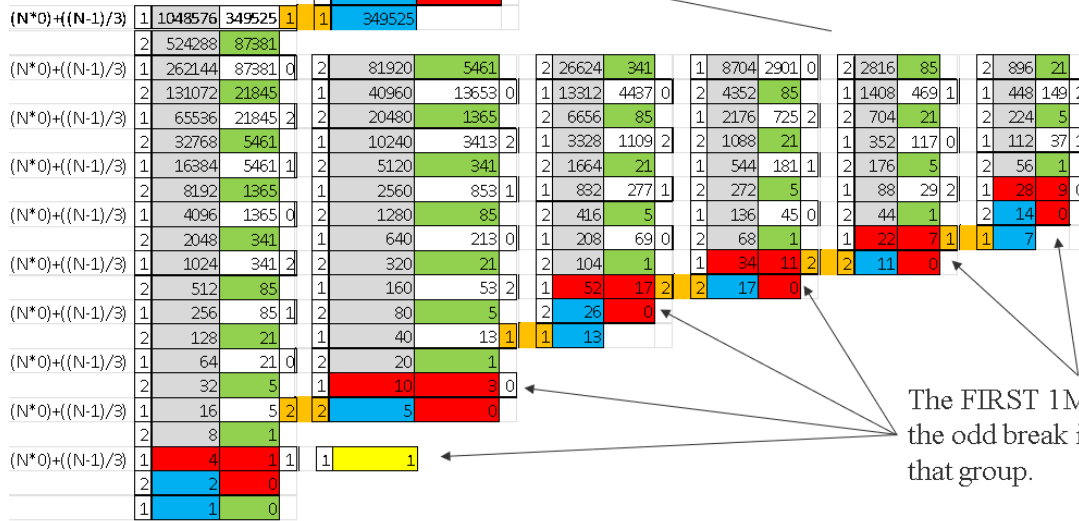 (N*0)+((N-1)/3) 1 1048576 349525 1 1 349525
2 524288 87381
(N*0)+((N-1)/3) 1 262144 87381 0 2 81920 5461 2 26624 341 1 8704 2901 0 2 2816 85 2 896 21
2 131072 21845 1 40960 13653 0 1 13312 4437 0 2 4352 85 1 1408 469 1 1 448 149 2
(N*0)+((N-1)/3) 1 65536 21845 2 2 20480 1365 2 6656 85 1 2176 725 2 2 704 21 2 224 5
2 32768 5461 1 10240 3413 2 1 3328 1109 2 2 1088 21 1 352 117 0 1 112 37 1
(N*0)+((N-1)/3) 1 16384 5461 1 2 5120 341 2 1664 21 1 544 181 1 2 176 5 2 56 1
2 8192 1365 1 2560 853 1 1 832 277 1 2 272 5 1 88 29 2 1 28 9 0
(N*0)+((N-1)/3) 1 4096 1365 0 2 1280 85 2 416 5 1 136 45 0 2 44 1 2 14 0
2 2048 341 1 640 213 0 1 208 69 0 2 68 1 1 22 7 1 1 7
(N*0)+((N-1)/3) 1 1024 341 2 2 320 21 2 104 1 1 34 11 2 2 11 0
2 512 85 1 160 53 2 1 52 17 2 2 17 0
(N*0)+((N-1)/3) 1 256 85 1 2 80 5 2 26 0
2 128 21 1 40 13 1 1 13
(N*0)+((N-1)/3) 1 64 21 0 2 20 1
2 32 5 1 10 3 0
(N*0)+((N-1)/3) 1 16 5 2 2 5 0
2 8 1
(N*0)+((N-1)/3) 1 4 1 1 1 1
2 2 0
1 1 0
The FIRST 1M
the odd break i
that group.